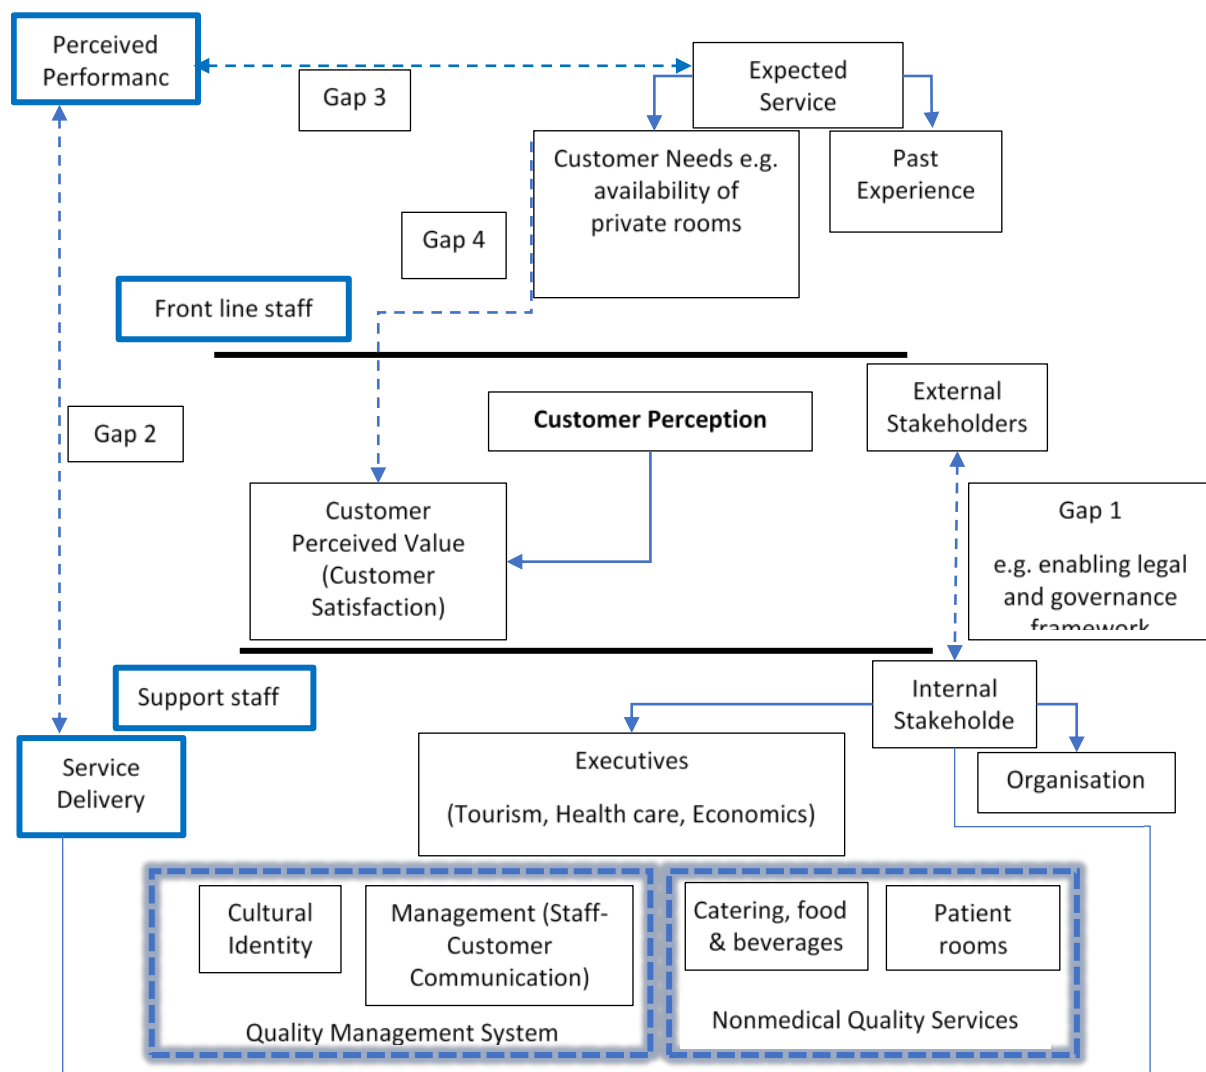 Perceived
Performanc
Gap 3
Expected
Service
Customer Needs e.g.
availability of
private rooms
Past
Experience
Gap 4
Front line staff
External
Stakeholders
Customer Perception
Gap 2
Customer
Perceived Value
(Customer
Satisfaction)
Gap 1
e.g. enabling legal
and governance
framework
Support staff
Internal
Stakeholde
Service
Delivery
Executives
(Tourism, Health care, Economics)
Organisation
Cultural
Identity
Management (Staff-
Customer
Communication)
Quality Management System
Catering, food
& beverages
Patient
rooms
Nonmedical Quality Services